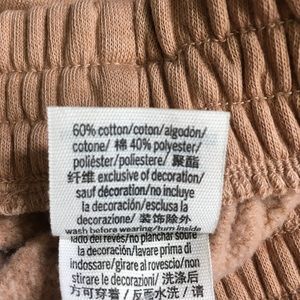 60% cotton/coton/algodón/
cotone/ 棉 40% polyester/
poliéster/poliestere/ 聚酯
纤维 exclusive of decoration/
sauf décoration/no incluye
la decoración/esclusa la
decorazione/ 装饰除外
wash before wearing/turn inside
lado del revés/no planchar sobre
la decoración/lavare prima di
indossare/girare al rovescio/non
stirare le decorazioni/ 洗涤后
方可穿着 / 反面水洗 / 请